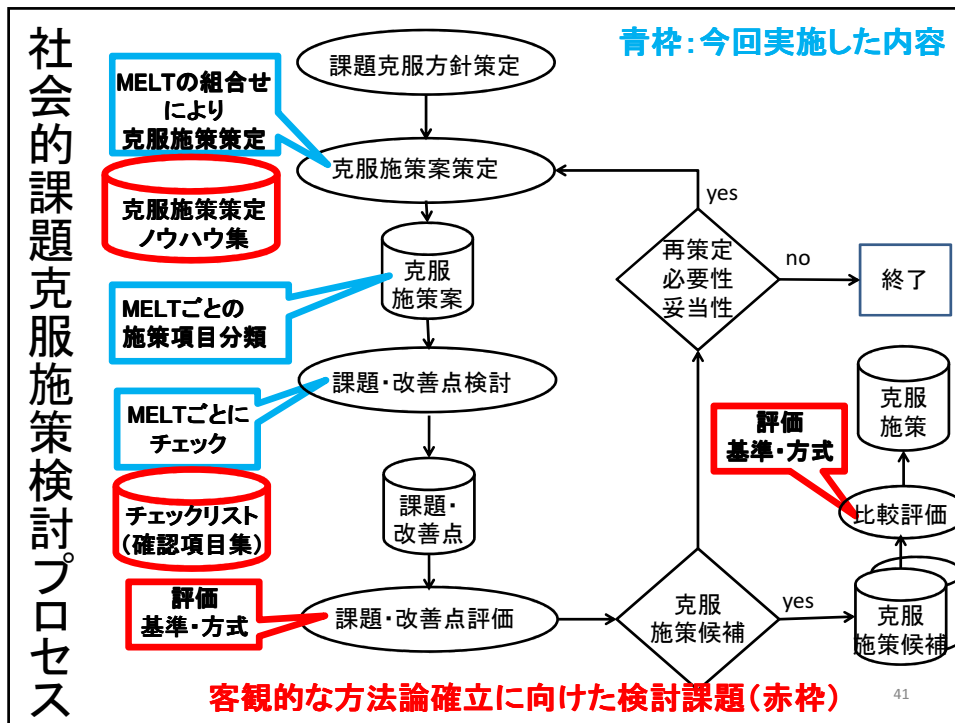 社会的課題克服施策検討プロセス
青枠：今回実施した内容
課題克服方針策定
MELTの組合せ
により
克服施策策定
克服施策案策定
克服施策策定
ノウハウ集
克服
施策案
MELTごとの
施策項目分類
課題・改善点検討
MELTごとに
チェック
課題・
改善点
チェックリスト
（確認項目集）
評価
基準・方式
課題・改善点評価
克服
施策候補
yes
克服
施策候補
比較評価
評価
基準・方式
克服
施策
再策定
必要性
妥当性
yes
no
終了
客観的な方法論確立に向けた検討課題（赤枠）
41